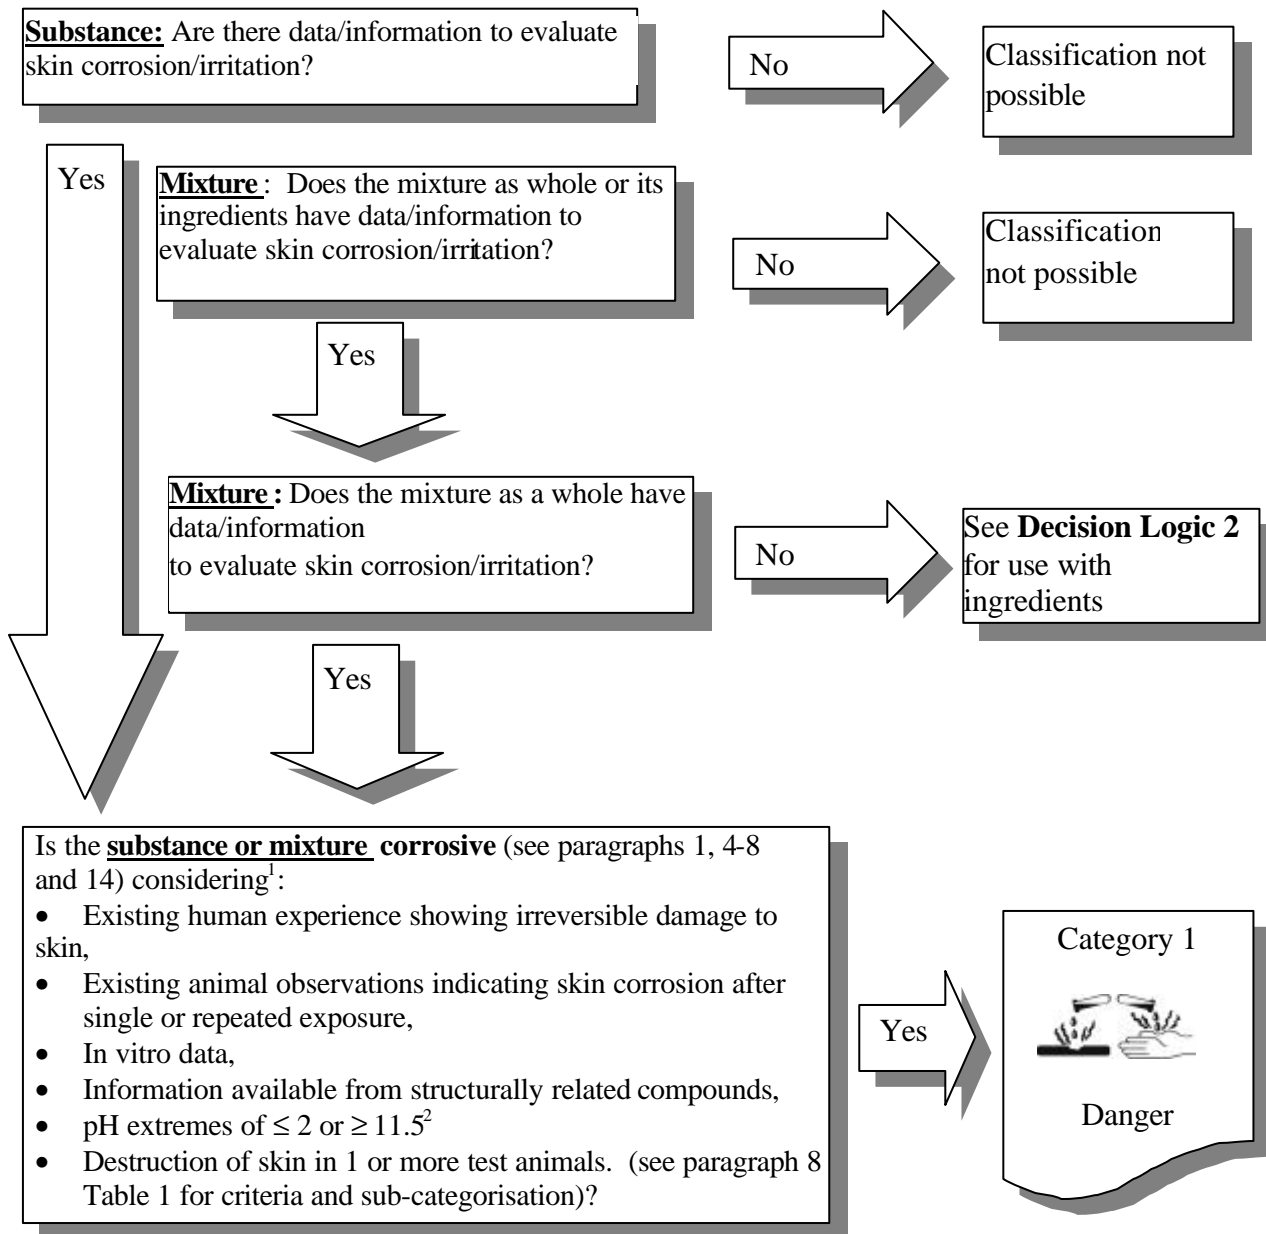 Substance: Are there data/information to evaluate
skin corrosion/irritation?
No
Classification not
possible
Yes
Mixture :  Does the mixture as whole or its
ingredients have data/information to
evaluate skin corrosion/irritation?
No
Classification
not possible
Yes
Mixture : Does the mixture as a whole have
data/information
to evaluate skin corrosion/irritation?
No
See Decision Logic 2
for use with
ingredients
Yes
Is the substance or mixture  corrosive (see paragraphs 1, 4-8
and 14) considering¹:
• Existing human experience showing irreversible damage to
skin,
• Existing animal observations indicating skin corrosion after
single or repeated exposure,
• In vitro data,
• Information available from structurally related compounds,
• pH extremes of ≤ 2 or ≥ 11.5²
• Destruction of skin in 1 or more test animals.  (see paragraph 8
Table 1 for criteria and sub-categorisation)?
Yes
Category 1
Danger